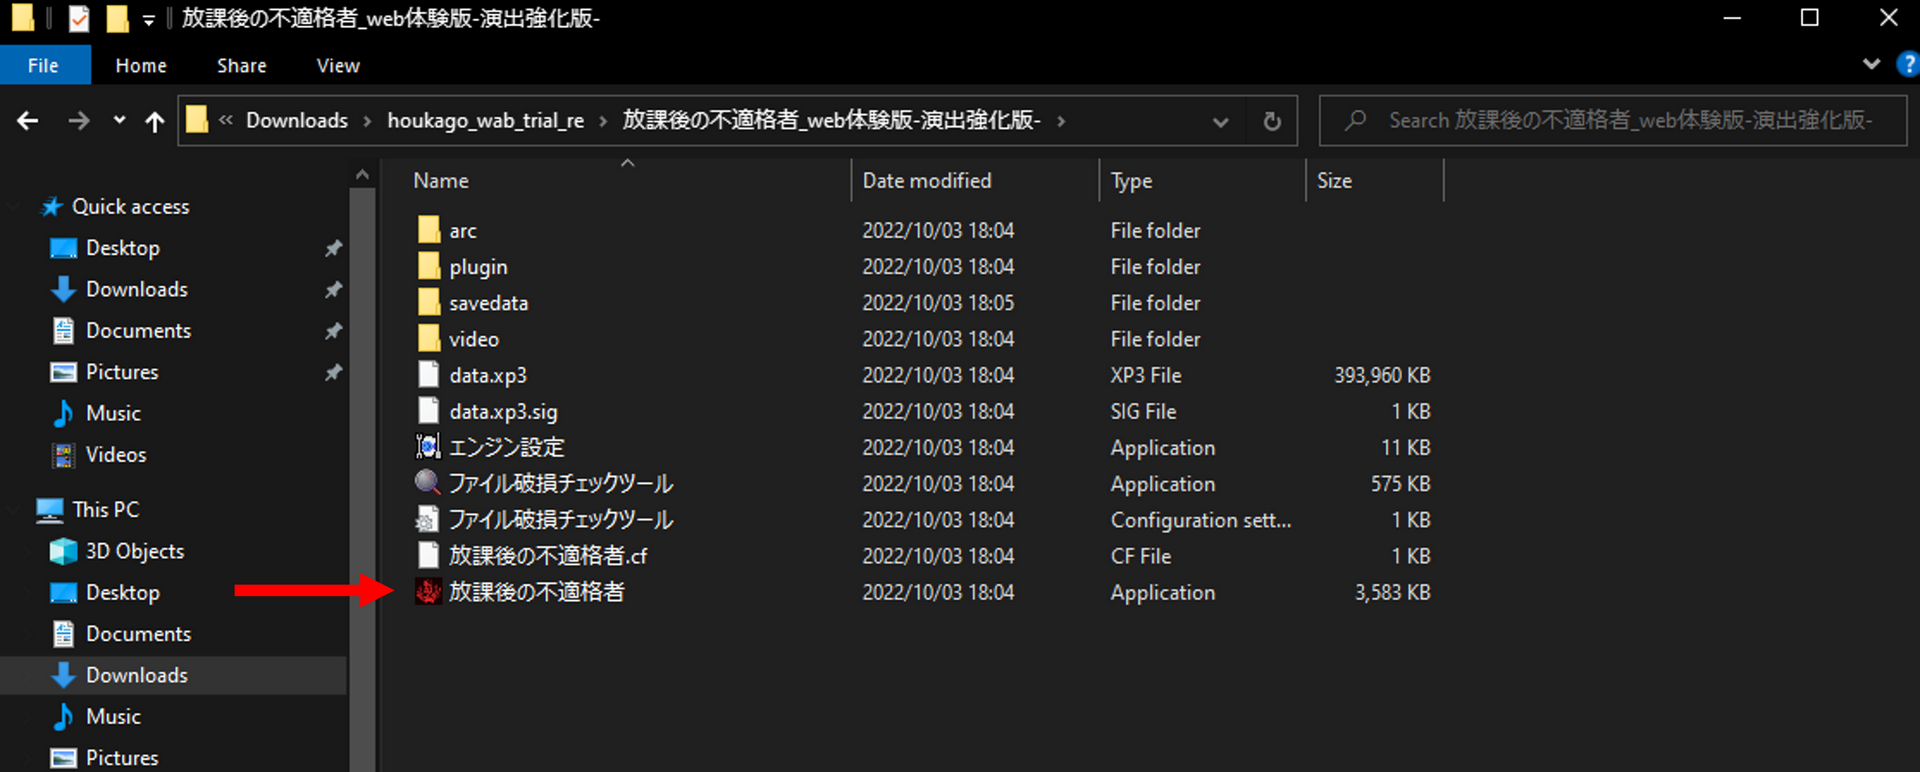 放課後の不適格者_web体験版-演出強化版-
File Home Share View
« Downloads › houkago_wab_trial_re › 放課後の不適格者_web体験版-演出強化版- ›
Search 放課後の不適格者_web体験版-演出強化版-
Quick access
Desktop
Downloads
Documents
Pictures
Music
Videos
This PC
3D Objects
Desktop
Documents
Downloads
Music
Pictures
Name Date modified Type Size
arc 2022/10/03 18:04 File folder
plugin 2022/10/03 18:04 File folder
savedata 2022/10/03 18:05 File folder
video 2022/10/03 18:04 File folder
data.xp3 2022/10/03 18:04 XP3 File 393,960 KB
data.xp3.sig 2022/10/03 18:04 SIG File 1 KB
エンジン設定 2022/10/03 18:04 Application 11 KB
ファイル破損チェックツール 2022/10/03 18:04 Application 575 KB
ファイル破損チェックツール 2022/10/03 18:04 Configuration sett... 1 KB
放課後の不適格者.cf 2022/10/03 18:04 CF File 1 KB
放課後の不適格者 2022/10/03 18:04 Application 3,583 KB